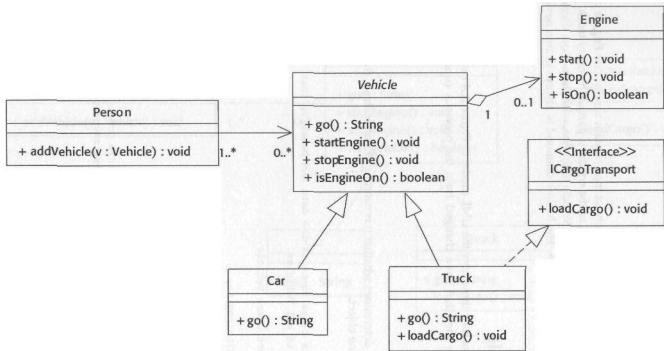 Engine
+ start() : void
+ stop() : void
+ isOn() : boolean
Vehicle
+ go() : String
+ startEngine() : void
+ stopEngine() : void
+ isEngineOn() : boolean
1
0..1
Person
+ addVehicle(v : Vehicle) : void
1..*
0..*
<<Interface>>
ICargoTransport
+ loadCargo() : void
Car
+ go() : String
Truck
+ go() : String
+ loadCargo() : void